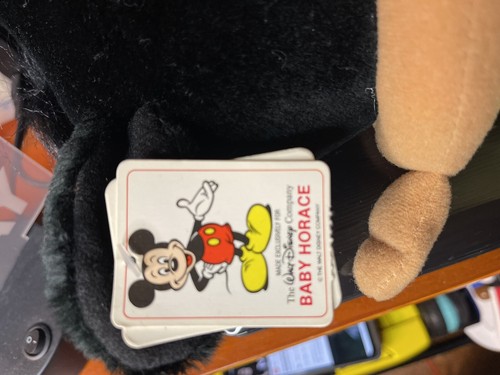 MADE EXCLUSIVELY FOR
The Walt Disney Company
BABY HORACE
© THE WALT DISNEY COMPANY